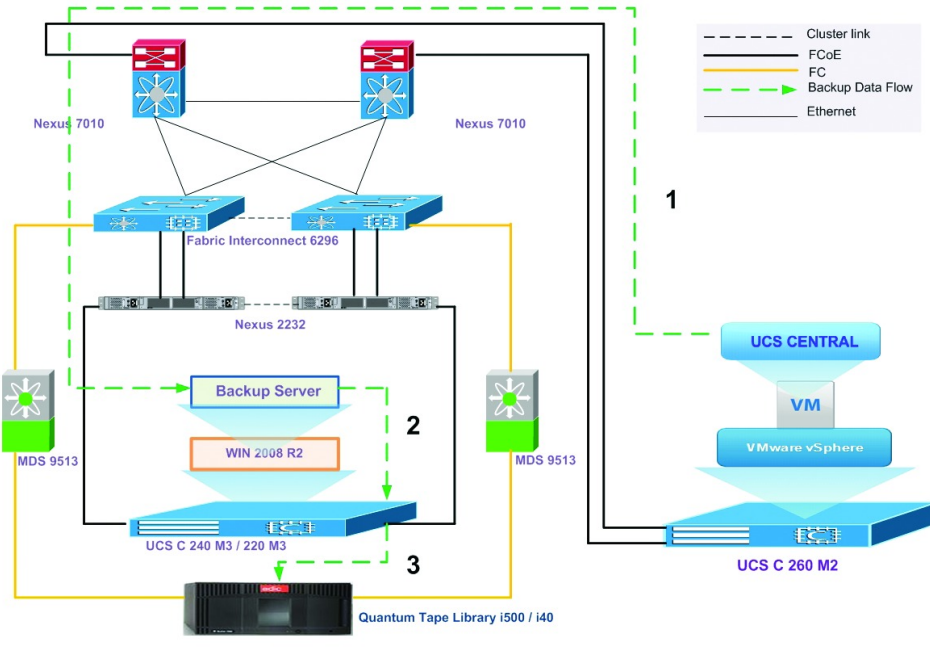 Cluster link
FCoE
FC
Backup Data Flow
Ethernet
Nexus 7010
Nexus 7010
1
Fabric Interconnect 6296
Nexus 2232
UCS CENTRAL
Backup Server
VM
2
WIN 2008 R2
VMware vSphere
MDS 9513
MDS 9513
UCS C 240 M3 / 220 M3
3
UCS C 260 M2
Quantum Tape Library i500 / i40